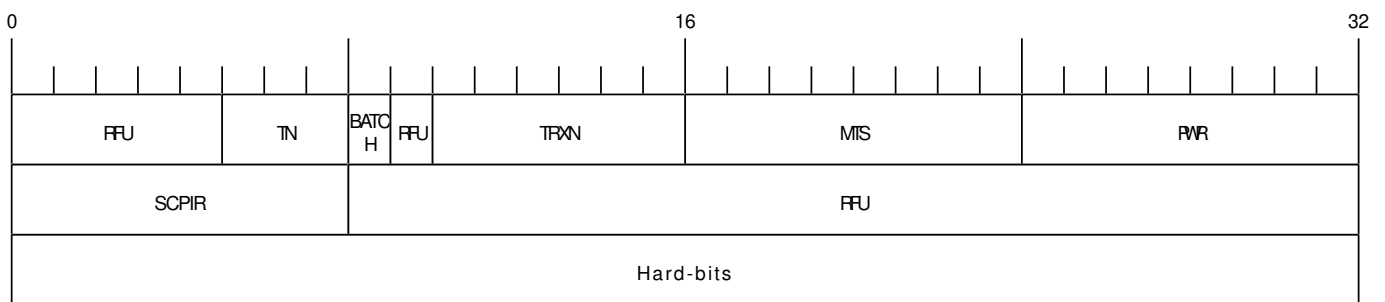 0 16 32
RFU TN BATC
H RFU TRXN MTS PWR
SCPIR RFU
Hard-bits